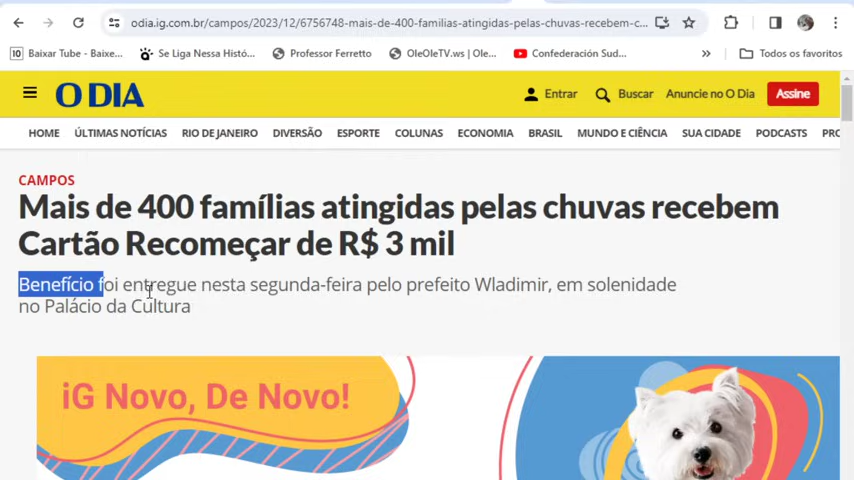 odia.ig.com.br/campos/2023/12/6756748-mais-de-400-familias-atingidas-pelas-chuvas-recebem-c...
Baixar Tube - Baixe...
Se Liga Nessa Histó...
Professor Ferretto
OleOleTV.ws | Ole...
Confederación Sud...
»
Todos os favoritos
O DIA
Entrar
Buscar
Anuncie no O Dia
Assine
HOME ÚLTIMAS NOTÍCIAS RIO DE JANEIRO DIVERSÃO ESPORTE COLUNAS ECONOMIA BRASIL MUNDO E CIÊNCIA SUA CIDADE PODCASTS PRO
CAMPOS
Mais de 400 famílias atingidas pelas chuvas recebem
Cartão Recomeçar de R$ 3 mil
Benefício foi entregue nesta segunda-feira pelo prefeito Wladimir, em solenidade
no Palácio da Cultura
iG Novo, De Novo!